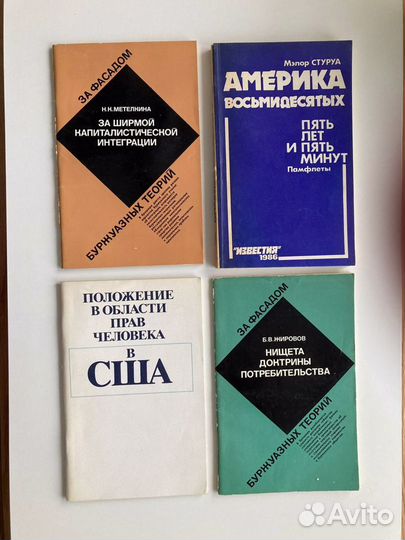 ЗА ФАСАДОМ
Н.Н.МЕТЕЛКИНА
ЗА ШИРМОЙ
КАПИТАЛИСТИЧЕСКОЙ
ИНТЕГРАЦИИ
БУРЖУАЗНЫХ ТЕОРИЙ
Мэлор СТУРУА
АМЕРИКА
ВОСЬМИДЕСЯТЫХ
ПЯТЬ
ЛЕТ
И ПЯТЬ
МИНУТ
Памфлеты
"ИЗВЕСТИЯ"
1986
ПОЛОЖЕНИЕ
В ОБЛАСТИ
ПРАВ
ЧЕЛОВЕКА
В
США
ЗА ФАСАДОМ
Б.В.ЖИРОВОВ
НИЩЕТА
ДОКТРИНЫ
ПОТРЕБИТЕЛЬСТВА
БУРЖУАЗНЫХ ТЕОРИЙ
Avito